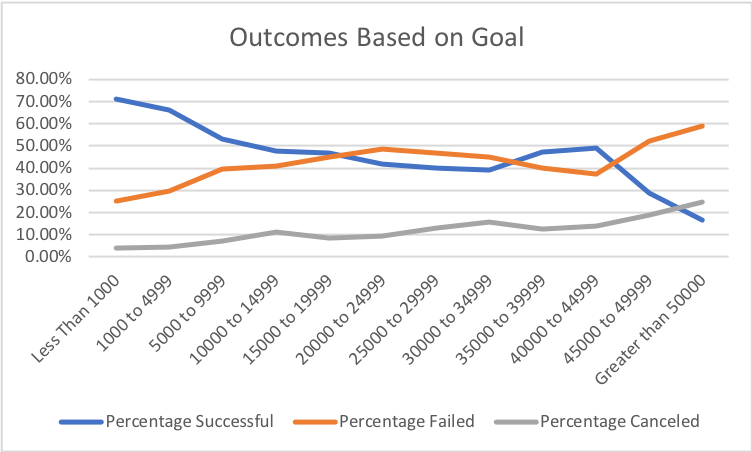 Outcomes Based on Goal
80.00%
70.00%
60.00%
50.00%
40.00%
30.00%
20.00%
10.00%
0.00%
Less Than 1000
1000 to 4999
5000 to 9999
10000 to 14999
15000 to 19999
20000 to 24999
25000 to 29999
30000 to 34999
35000 to 39999
40000 to 44999
45000 to 49999
Greater than 50000
Percentage Successful Percentage Failed Percentage Canceled